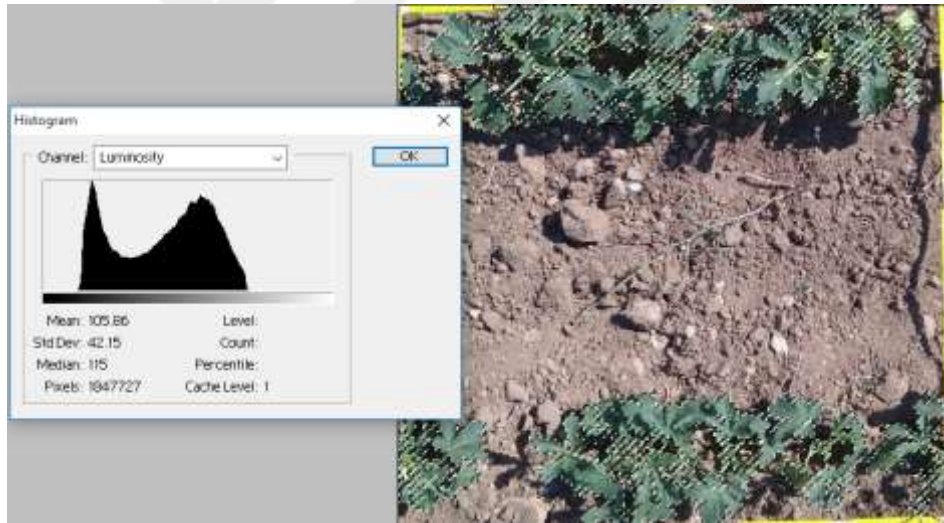 Histogram
Channel: Luminosity
OK
Mean: 105.86 Level:
Std Dev: 42.15 Count:
Median: 115 Percentile:
Pixels: 1847727 Cache Level: 1